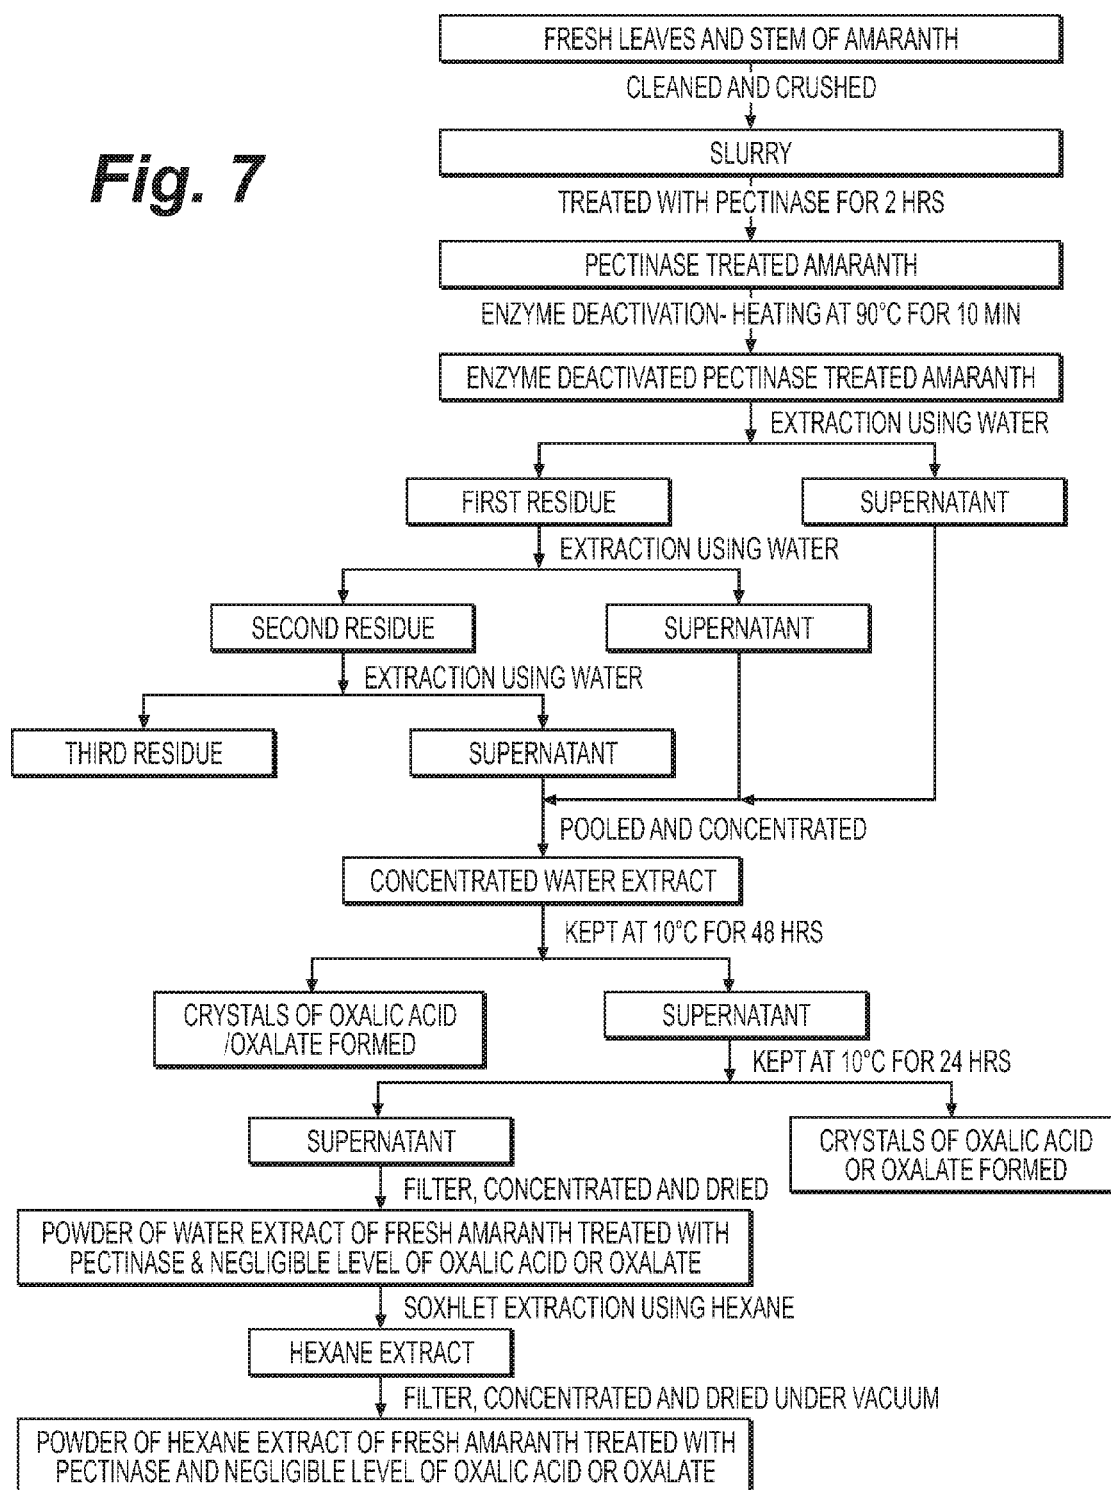 FRESH LEAVES AND STEM OF AMARANTH
CLEANED AND CRUSHED
Fig. 7
SLURRY
TREATED WITH PECTINASE FOR 2 HRS
PECTINASE TREATED AMARANTH
ENZYME DEACTIVATION- HEATING AT 90°C FOR 10 MIN
ENZYME DEACTIVATED PECTINASE TREATED AMARANTH
EXTRACTION USING WATER
FIRST RESIDUE
SUPERNATANT
EXTRACTION USING WATER
SECOND RESIDUE
SUPERNATANT
EXTRACTION USING WATER
THIRD RESIDUE
SUPERNATANT
POOLED AND CONCENTRATED
CONCENTRATED WATER EXTRACT
KEPT AT 10°C FOR 48 HRS
CRYSTALS OF OXALIC ACID
/OXALATE FORMED
SUPERNATANT
KEPT AT 10°C FOR 24 HRS
SUPERNATANT
CRYSTALS OF OXALIC ACID
OR OXALATE FORMED
FILTER, CONCENTRATED AND DRIED
POWDER OF WATER EXTRACT OF FRESH AMARANTH TREATED WITH
PECTINASE & NEGLIGIBLE LEVEL OF OXALIC ACID OR OXALATE
SOXHLET EXTRACTION USING HEXANE
HEXANE EXTRACT
FILTER, CONCENTRATED AND DRIED UNDER VACUUM
POWDER OF HEXANE EXTRACT OF FRESH AMARANTH TREATED WITH
PECTINASE AND NEGLIGIBLE LEVEL OF OXALIC ACID OR OXALATE